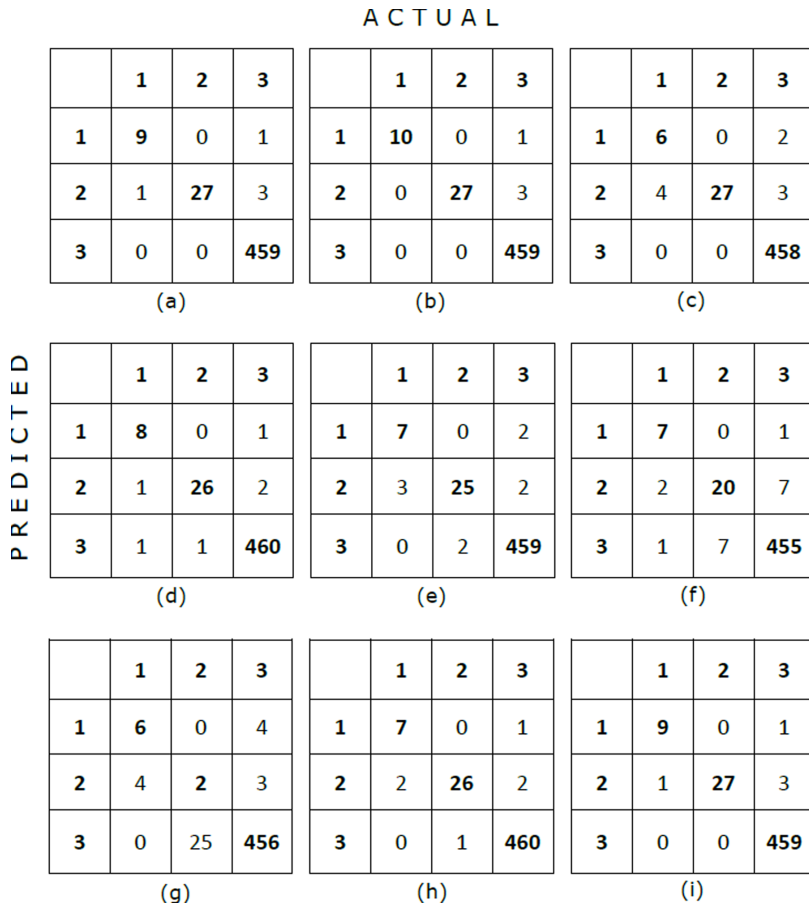 ACTUAL
1 2 3 1 2 3 1 2 3
1 9 0 1 1 10 0 1 1 6 0 2
2 1 27 3 2 0 27 3 2 4 27 3
3 0 0 459 3 0 0 459 3 0 0 458
(a) (b) (c)
PREDICTED
1 2 3 1 2 3 1 2 3
1 8 0 1 1 7 0 2 1 7 0 1
2 1 26 2 2 3 25 2 2 2 20 7
3 1 1 460 3 0 2 459 3 1 7 455
(d) (e) (f)
1 2 3 1 2 3 1 2 3
1 6 0 4 1 7 0 1 1 9 0 1
2 4 2 3 2 2 26 2 2 1 27 3
3 0 25 456 3 0 1 460 3 0 0 459
(g) (h) (i)